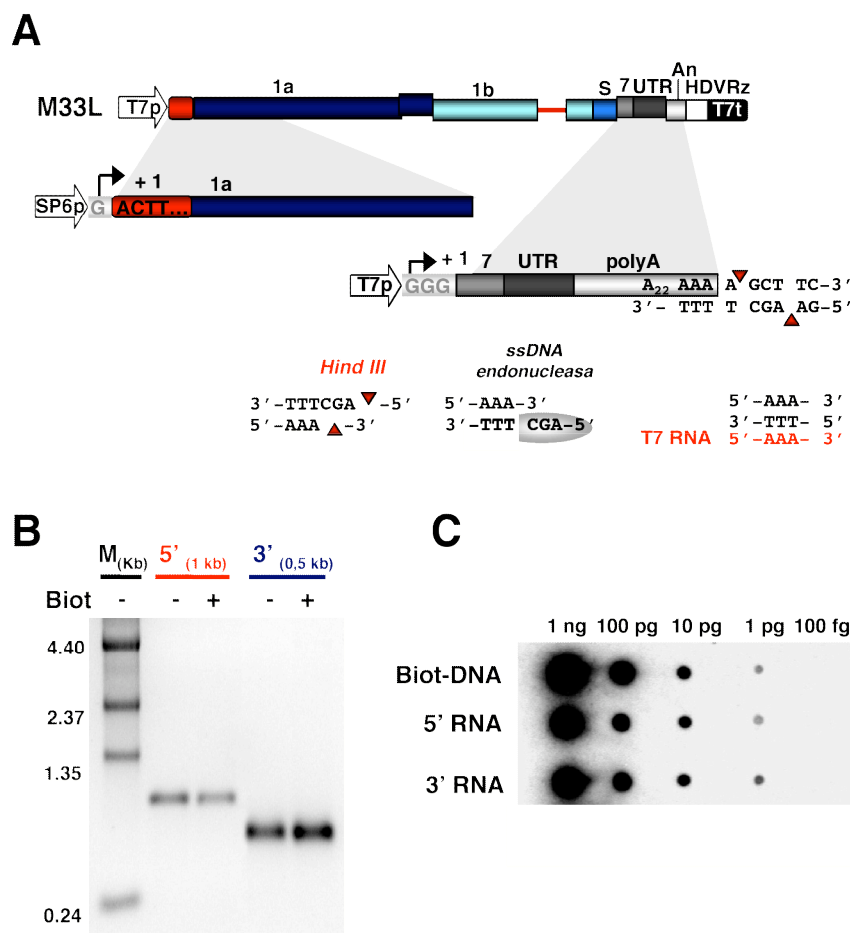 A
An
1a 1b S 7 UTR HDVRz
M33L T7p T7t
+ 1 1a
SP6p G ACTT...
+ 1 7 UTR polyA
T7p GGG A22 AAA A GCT TC-3'
3'- TTT T CGA AG-5'
Hind III
ssDNA
endonucleasa
3'-TTTCGA -5'
5'-AAA -3'
5'-AAA-3'
3'-TTT CGA-5'
5'-AAA- 3'
3'-TTT- 5'
T7 RNA 5'-AAA- 3'
B
M(Kb) 5' (1 kb) 3' (0,5 kb)
Biot - - + - +
4.40
2.37
1.35
0.24
C
1 ng 100 pg 10 pg 1 pg 100 fg
Biot-DNA
5' RNA
3' RNA